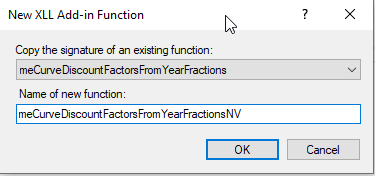 New XLL Add-in Function
Copy the signature of an existing function:
meCurveDiscountFactorsFromYearFractions
Name of new function:
meCurveDiscountFactorsFromYearFractionsNV
OK
Cancel